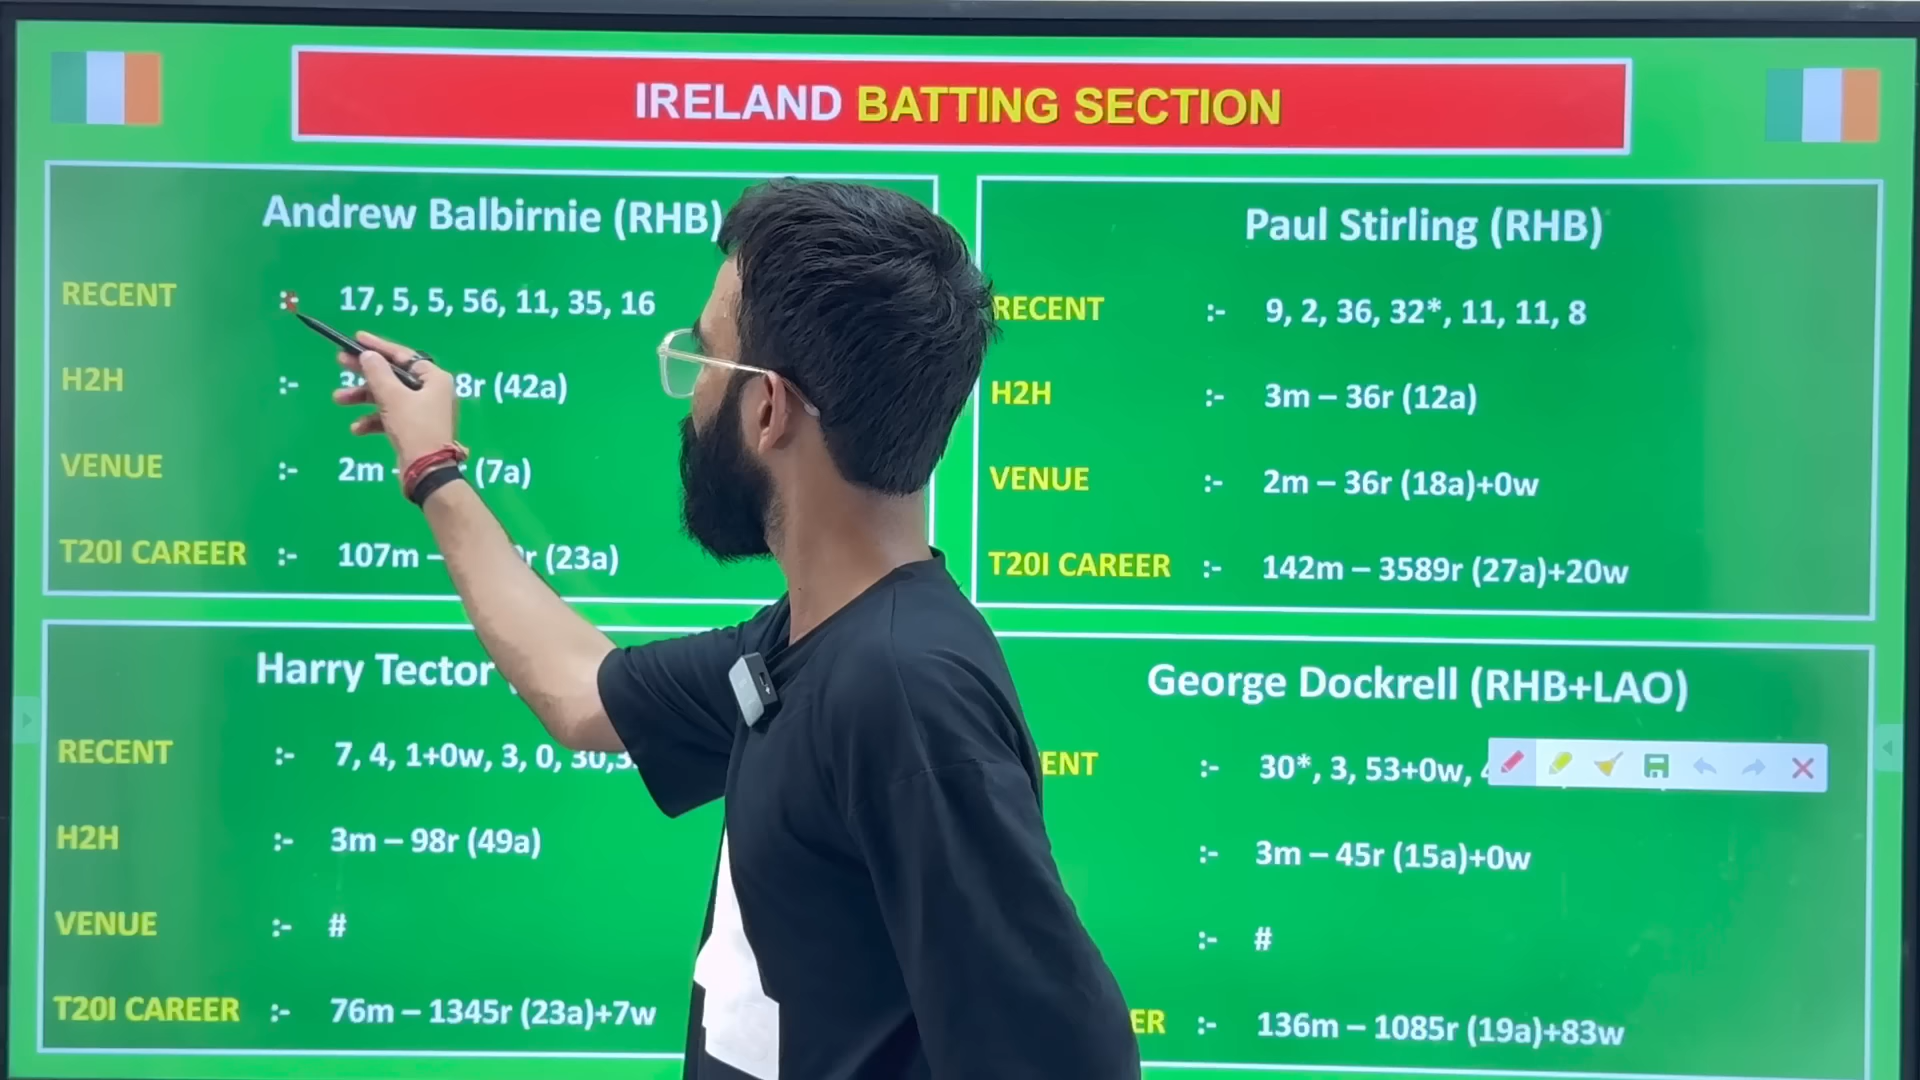 IRELAND BATTING SECTION
Andrew Balbirnie (RHB)
RECENT :- 17, 5, 5, 56, 11, 35, 16
H2H :- 8r (42a)
VENUE :- 2m - (7a)
T20I CAREER :- 107m – r (23a)
Paul Stirling (RHB)
RECENT :- 9, 2, 36, 32*, 11, 11, 8
H2H :- 3m – 36r (12a)
VENUE :- 2m – 36r (18a)+0w
T20I CAREER :- 142m – 3589r (27a)+20w
Harry Tector
RECENT :- 7, 4, 1+0w, 3, 0, 30,
H2H :- 3m – 98r (49a)
VENUE :- #
T20I CAREER :- 76m – 1345r (23a)+7w
George Dockrell (RHB+LAO)
ENT :- 30*, 3, 53+0w,
:- 3m – 45r (15a)+0w
:- #
ER :- 136m – 1085r (19a)+83w